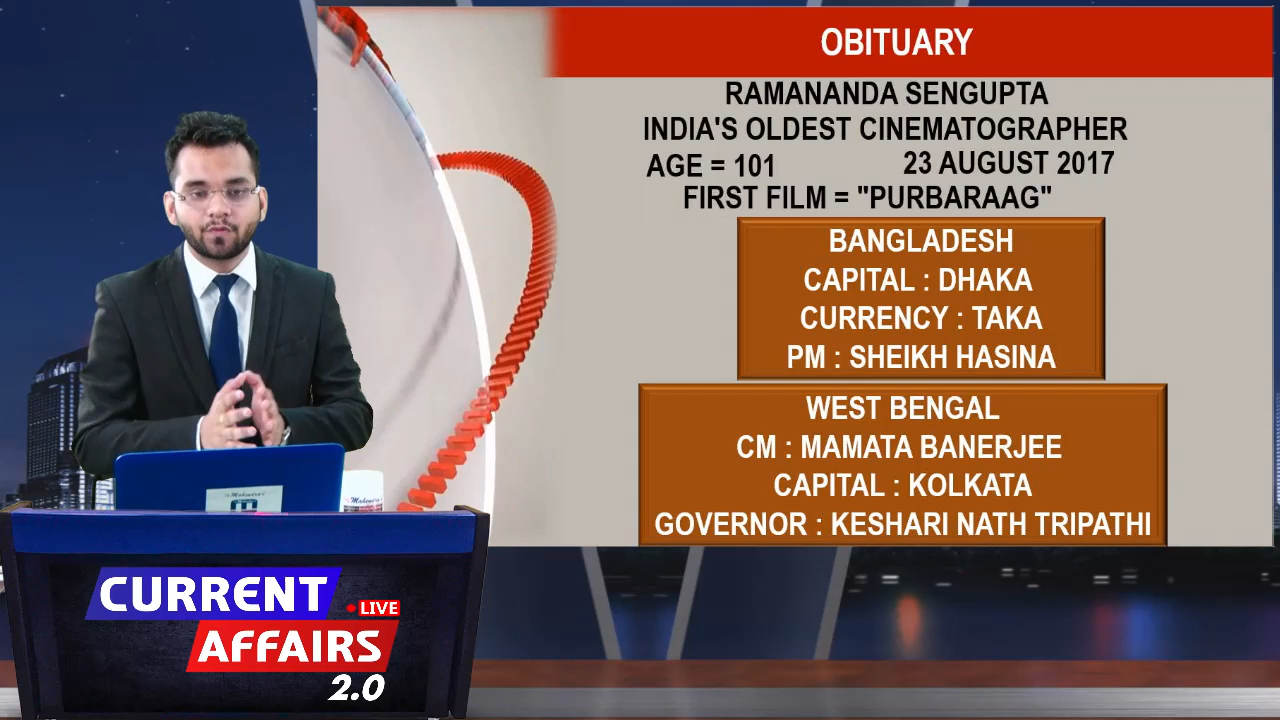 OBITUARY
RAMANANDA SENGUPTA
INDIA'S OLDEST CINEMATOGRAPHER
AGE = 101 23 AUGUST 2017
FIRST FILM = "PURBARAAG"
BANGLADESH
CAPITAL : DHAKA
CURRENCY : TAKA
PM : SHEIKH HASINA
WEST BENGAL
CM : MAMATA BANERJEE
CAPITAL : KOLKATA
GOVERNOR : KESHARI NATH TRIPATHI
Mahendra's
Mahendra's
CURRENT
LIVE
AFFAIRS
2.0